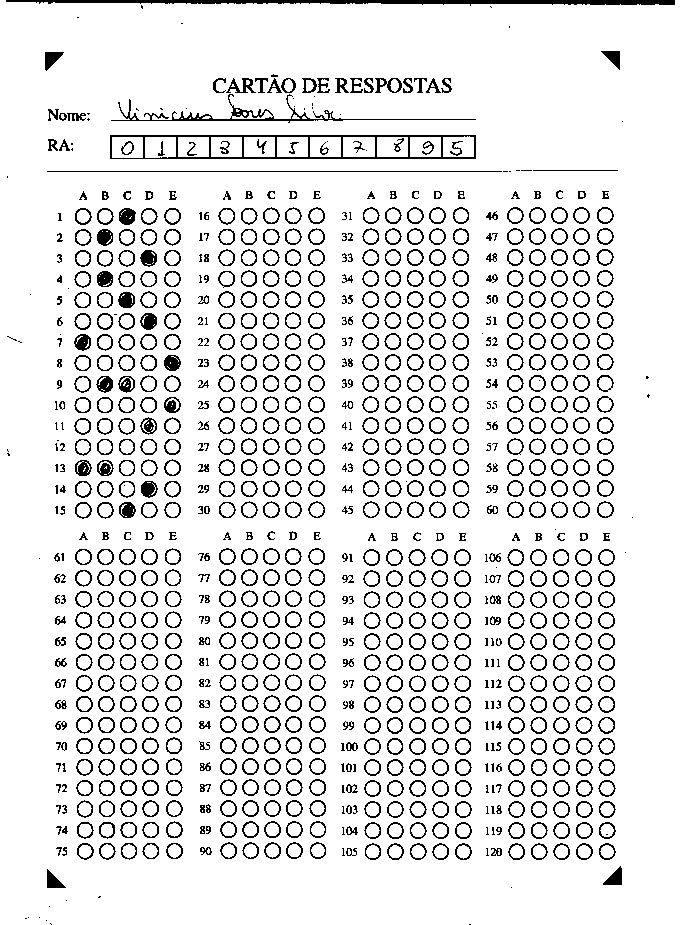 CARTÃO DE RESPOSTAS
Nome: Vinicius Soares Silva
RA: 0 1 2 3 4 5 6 7 8 9 5
A B C D E A B C D E A B C D E A B C D E
1 16 31 46
2 17 32 47
3 18 33 48
4 19 34 49
5 20 35 50
6 21 36 51
7 22 37 52
8 23 38 53
9 24 39 54
10 25 40 55
11 26 41 56
12 27 42 57
13 28 43 58
14 29 44 59
15 30 45 60
A B C D E A B C D E A B C D E A B C D E
61 76 91 106
62 77 92 107
63 78 93 108
64 79 94 109
65 80 95 110
66 81 96 111
67 82 97 112
68 83 98 113
69 84 99 114
70 85 100 115
71 86 101 116
72 87 102 117
73 88 103 118
74 89 104 119
75 90 105 120